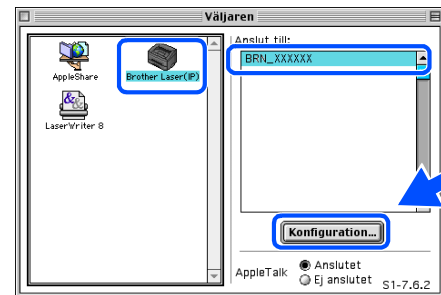 Väljaren
AppleShare
Brother Laser(IP)
LaserWriter 8
Anslut till:
BRN_XXXXXX
Konfiguration...
AppleTalk
Anslutet
Ej anslutet
S1-7.6.2